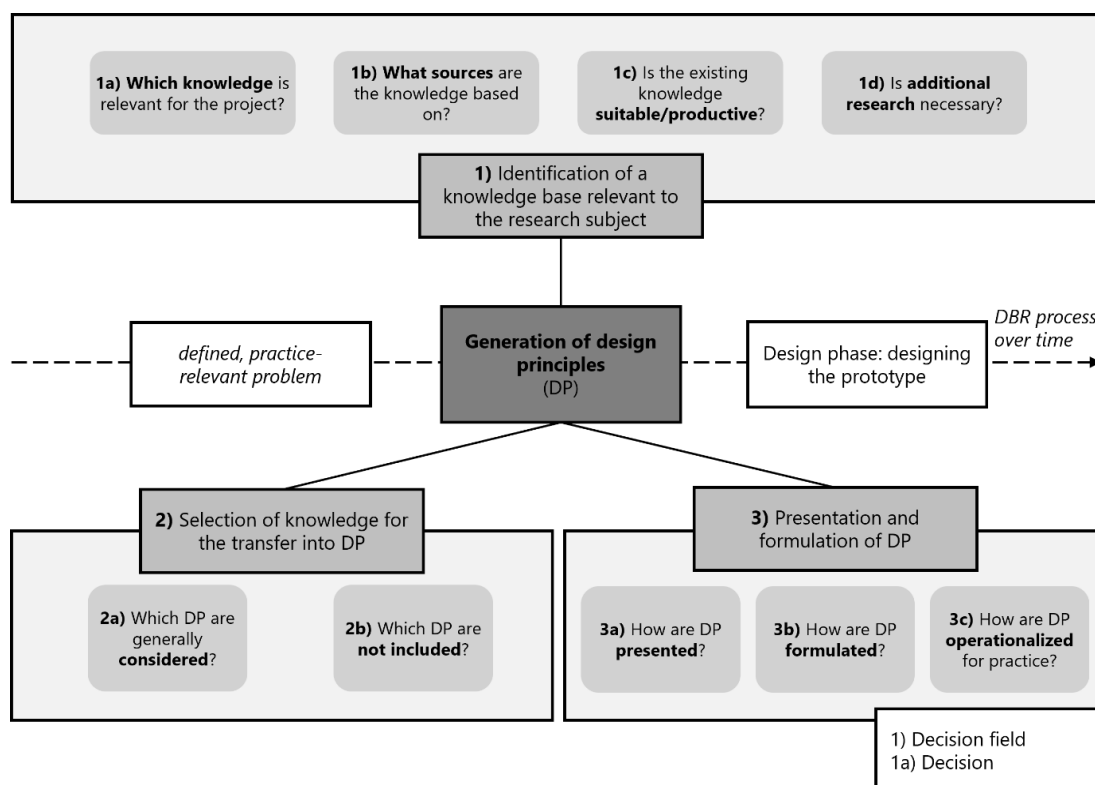 1a) Which knowledge is
relevant for the project?
1b) What sources are
the knowledge based
on?
1c) Is the existing
knowledge
suitable/productive?
1d) Is additional
research necessary?
1) Identification of a
knowledge base relevant to
the research subject
defined, practice-
relevant problem
Generation of design
principles
(DP)
Design phase: designing
the prototype
DBR process
over time
2) Selection of knowledge for
the transfer into DP
2a) Which DP are
generally
considered?
2b) Which DP are
not included?
3) Presentation and
formulation of DP
3a) How are DP
presented?
3b) How are DP
formulated?
3c) How are DP
operationalized
for practice?
1) Decision field
1a) Decision